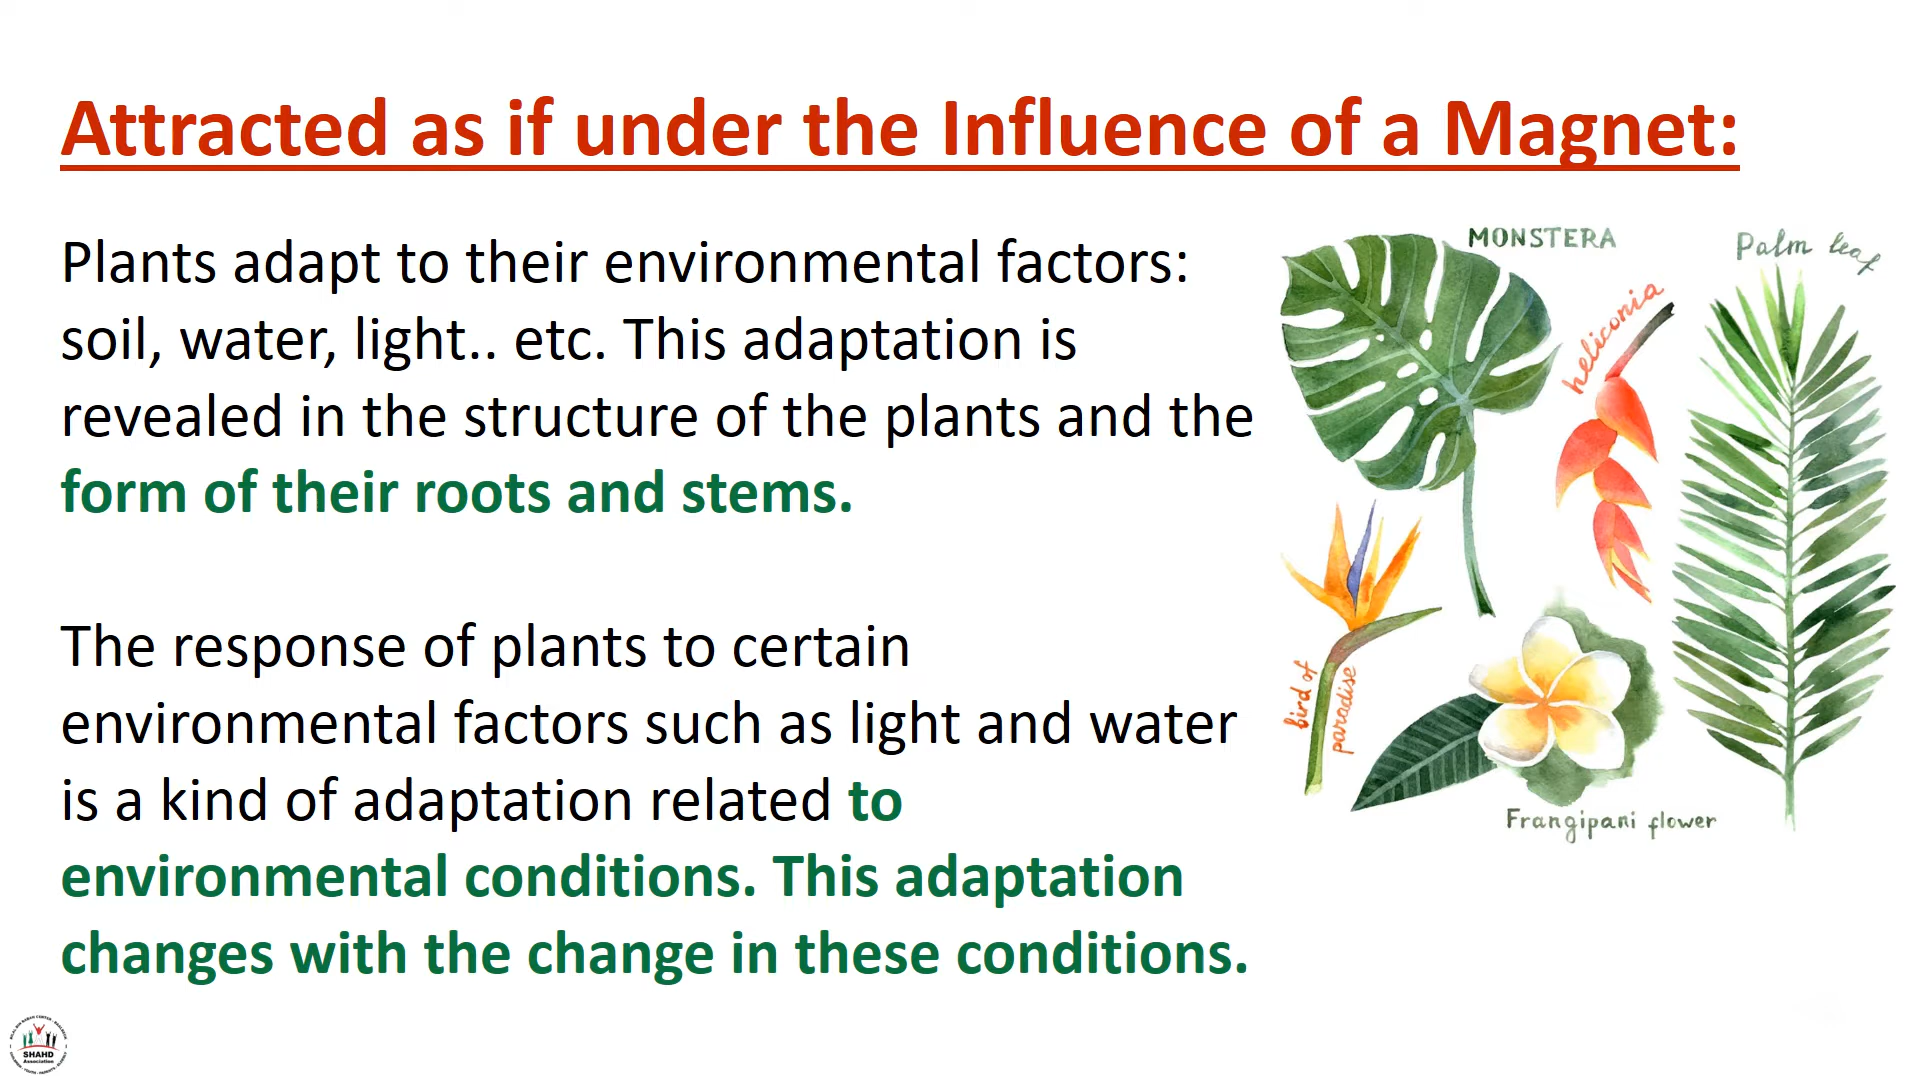 Attracted as if under the Influence of a Magnet:
Plants adapt to their environmental factors:
soil, water, light.. etc. This adaptation is
revealed in the structure of the plants and the
form of their roots and stems.
The response of plants to certain
environmental factors such as light and water
is a kind of adaptation related to
environmental conditions. This adaptation
changes with the change in these conditions.
MONSTERA
Palm leaf
heliconia
bird of
paradise
Frangipani flower
SHAHD
Association